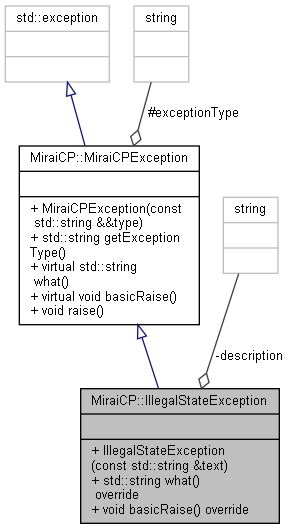 std::exception
string
#exceptionType
MiraiCP::MiraiCPException
+ MiraiCPException(const
std::string &&type)
+ std::string getException
Type()
+ virtual std::string
what()
+ virtual void basicRaise()
+ void raise()
string
-description
MiraiCP::IllegalStateException
+ IllegalStateException
(const std::string &text)
+ std::string what()
override
+ void basicRaise() override